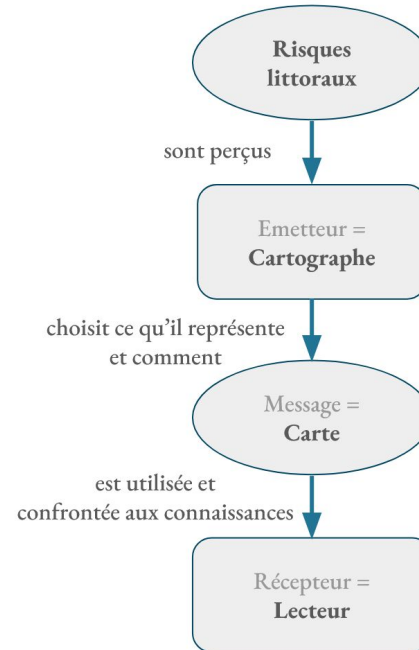 Risques
littoraux
sont perçus
Emetteur =
Cartographe
choisit ce qu’il représente
et comment
Message =
Carte
est utilisée et
confrontée aux connaissances
Récepteur =
Lecteur